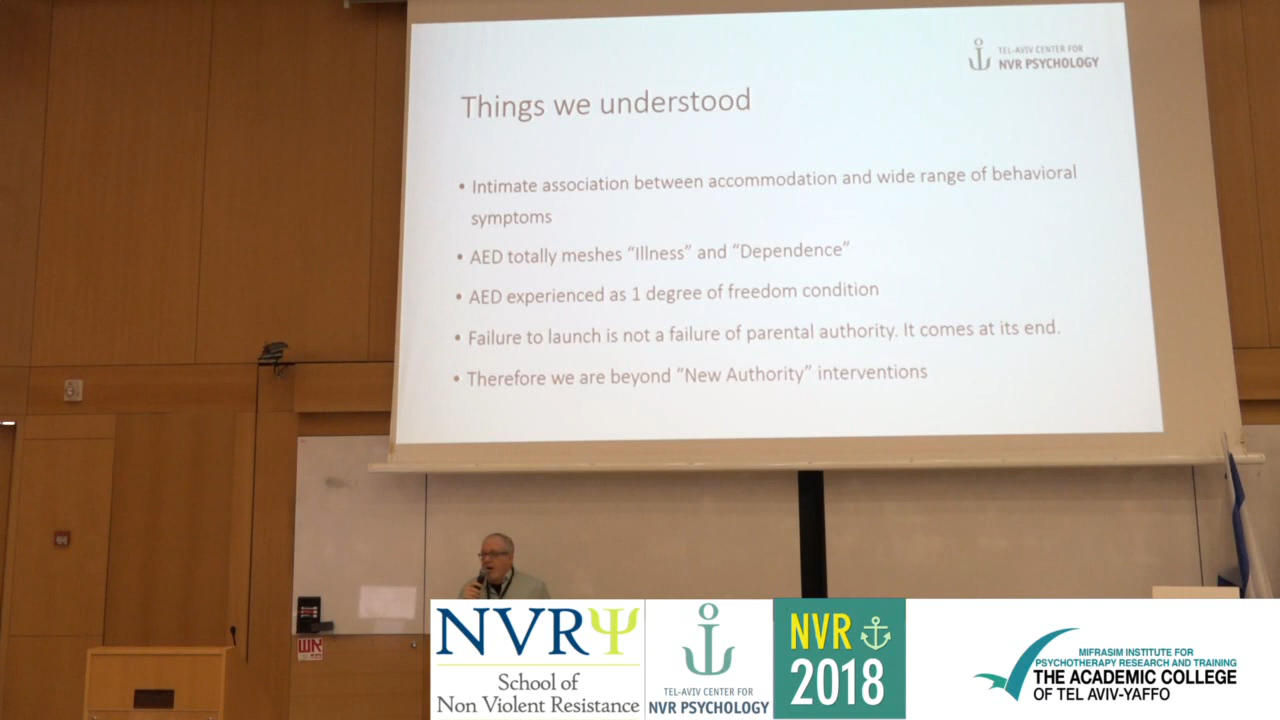 TEL-AVIV CENTER FOR
NVR PSYCHOLOGY
Things we understood
• Intimate association between accommodation and wide range of behavioral
symptoms
• AED totally meshes “Illness” and “Dependence”
• AED experienced as 1 degree of freedom condition
• Failure to launch is not a failure of parental authority. It comes at its end.
• Therefore we are beyond “New Authority” interventions
אש
NVRΨ
School of
Non Violent Resistance
TEL-AVIV CENTER FOR
NVR PSYCHOLOGY
NVR
2018
MIFRASIM INSTITUTE FOR
PSYCHOTHERAPY RESEARCH AND TRAINING
THE ACADEMIC COLLEGE
OF TEL AVIV-YAFFO